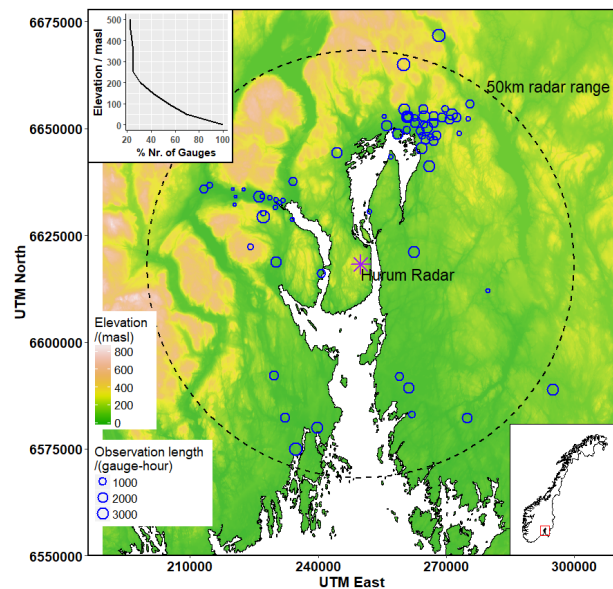 6675000
6650000
6625000
6600000
6575000
6550000
UTM North
500
400
300
200
100
0
Elevation / masl
20
40
60
80
100
% Nr. of Gauges
50km radar range
Hurum Radar
Elevation
/(masl)
800
600
400
200
0
Observation length
/(gauge-hour)
1000
2000
3000
210000
240000
270000
300000
UTM East